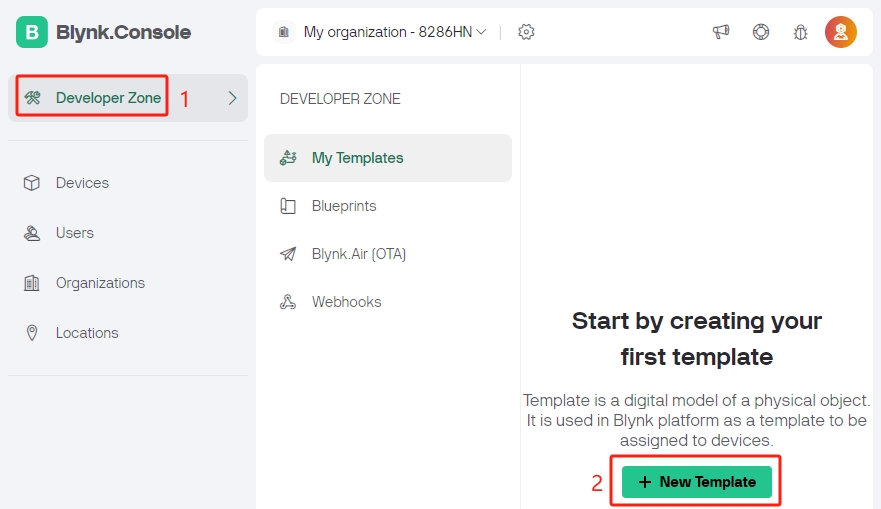 B Blynk.Console
My organization - 8286HN
Developer Zone 1
Devices
Users
Organizations
Locations
DEVELOPER ZONE
My Templates
Blueprints
Blynk.Air (OTA)
Webhooks
Start by creating your
first template
Template is a digital model of a physical object.
It is used in Blynk platform as a template to be
assigned to devices.
2 + New Template